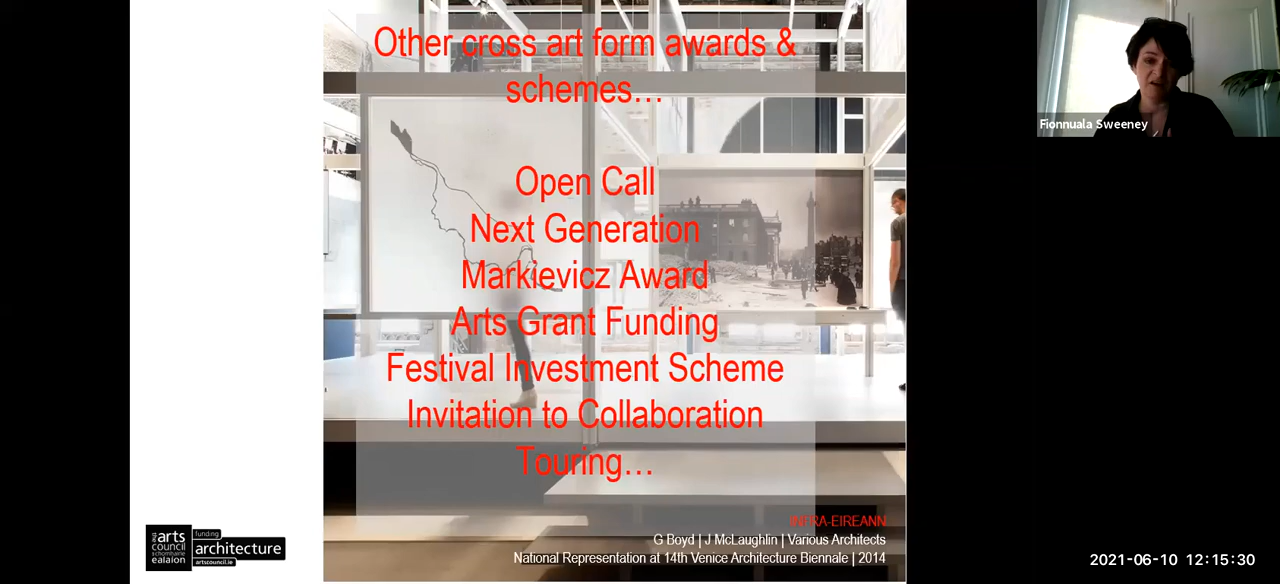 Other cross art form awards &
schemes…
Open Call
Next Generation
Markievicz Award
Arts Grant Funding
Festival Investment Scheme
Invitation to Collaboration
Touring…
INFRA-EIREANN
G Boyd | J McLaughlin | Various Architects
National Representation at 14th Venice Architecture Biennale | 2014
the arts council
schomhairle
ealaíon
funding
architecture
artscouncil.ie
Fionnuala Sweeney
2021-06-10 12:15:30